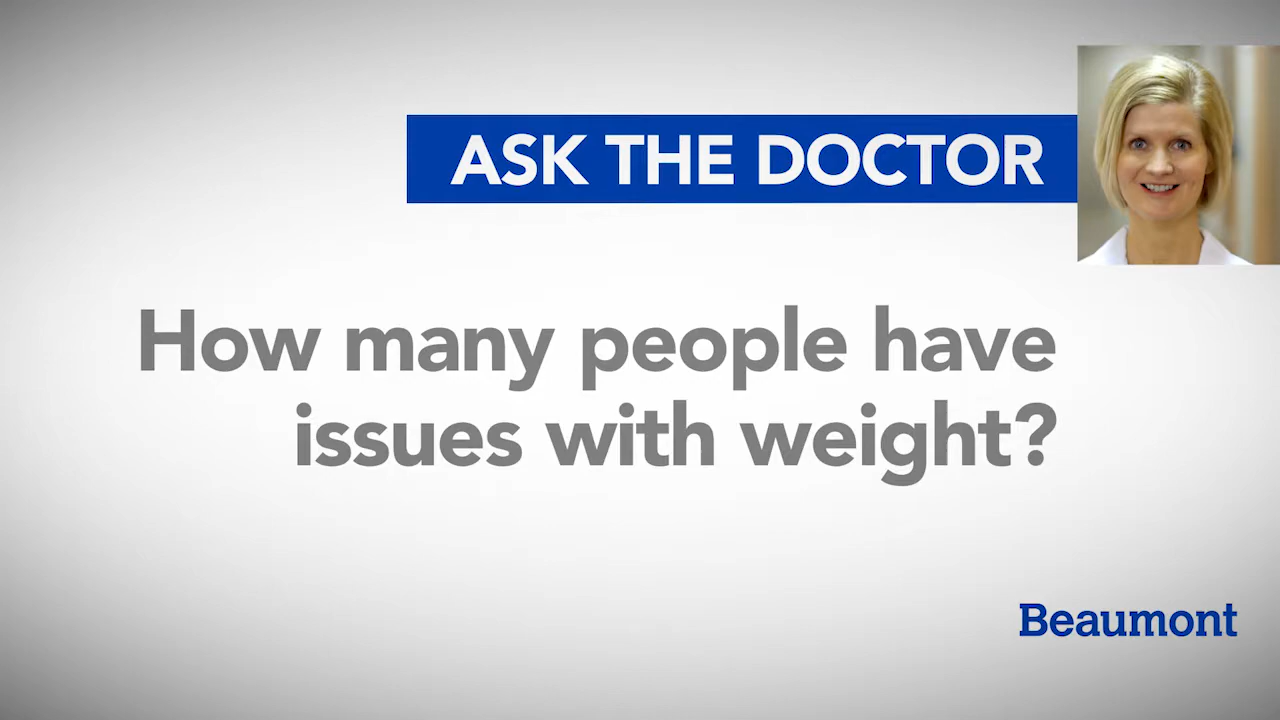 ASK THE DOCTOR
How many people have
issues with weight?
Beaumont